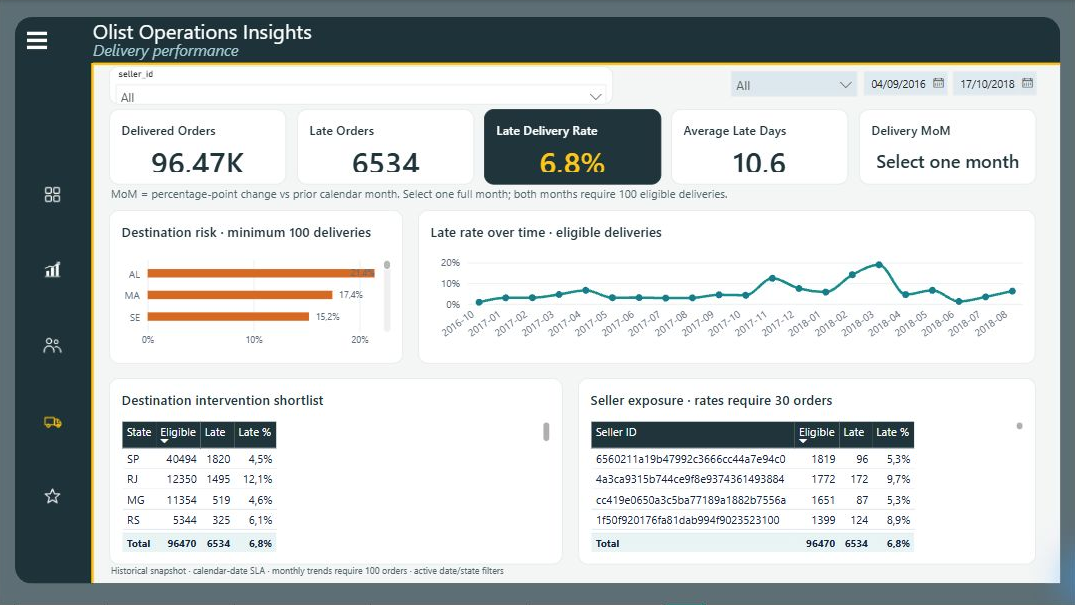 Olist Operations Insights
Delivery performance
seller_id
All
All
04/09/2016
17/10/2018
Delivered Orders
96.47K
Late Orders
6534
Late Delivery Rate
6.8%
Average Late Days
10.6
Delivery MoM
Select one month
MoM = percentage-point change vs prior calendar month. Select one full month; both months require 100 eligible deliveries.
Destination risk · minimum 100 deliveries
AL
MA 17,4%
SE 15,2%
0% 10% 20%
Late rate over time · eligible deliveries
20%
10%
0%
2016-10 2017-01 2017-02 2017-03 2017-04 2017-05 2017-06 2017-07 2017-08 2017-09 2017-10 2017-11 2017-12 2018-01 2018-02 2018-03 2018-04 2018-05 2018-06 2018-07 2018-08
Destination intervention shortlist
State Eligible Late Late %
SP 40494 1820 4,5%
RJ 12350 1495 12,1%
MG 11354 519 4,6%
RS 5344 325 6,1%
Total 96470 6534 6,8%
Seller exposure · rates require 30 orders
Seller ID Eligible Late Late %
6560211a19b47992c3666cc44a7e94c0 1819 96 5,3%
4a3ca9315b744ce9f8e9374361493884 1772 172 9,7%
cc419e0650a3c5ba77189a1882b7556a 1651 87 5,3%
1f50f920176fa81dab994f9023523100 1399 124 8,9%
Total 96470 6534 6,8%
Historical snapshot · calendar-date SLA · monthly trends require 100 orders · active date/state filters